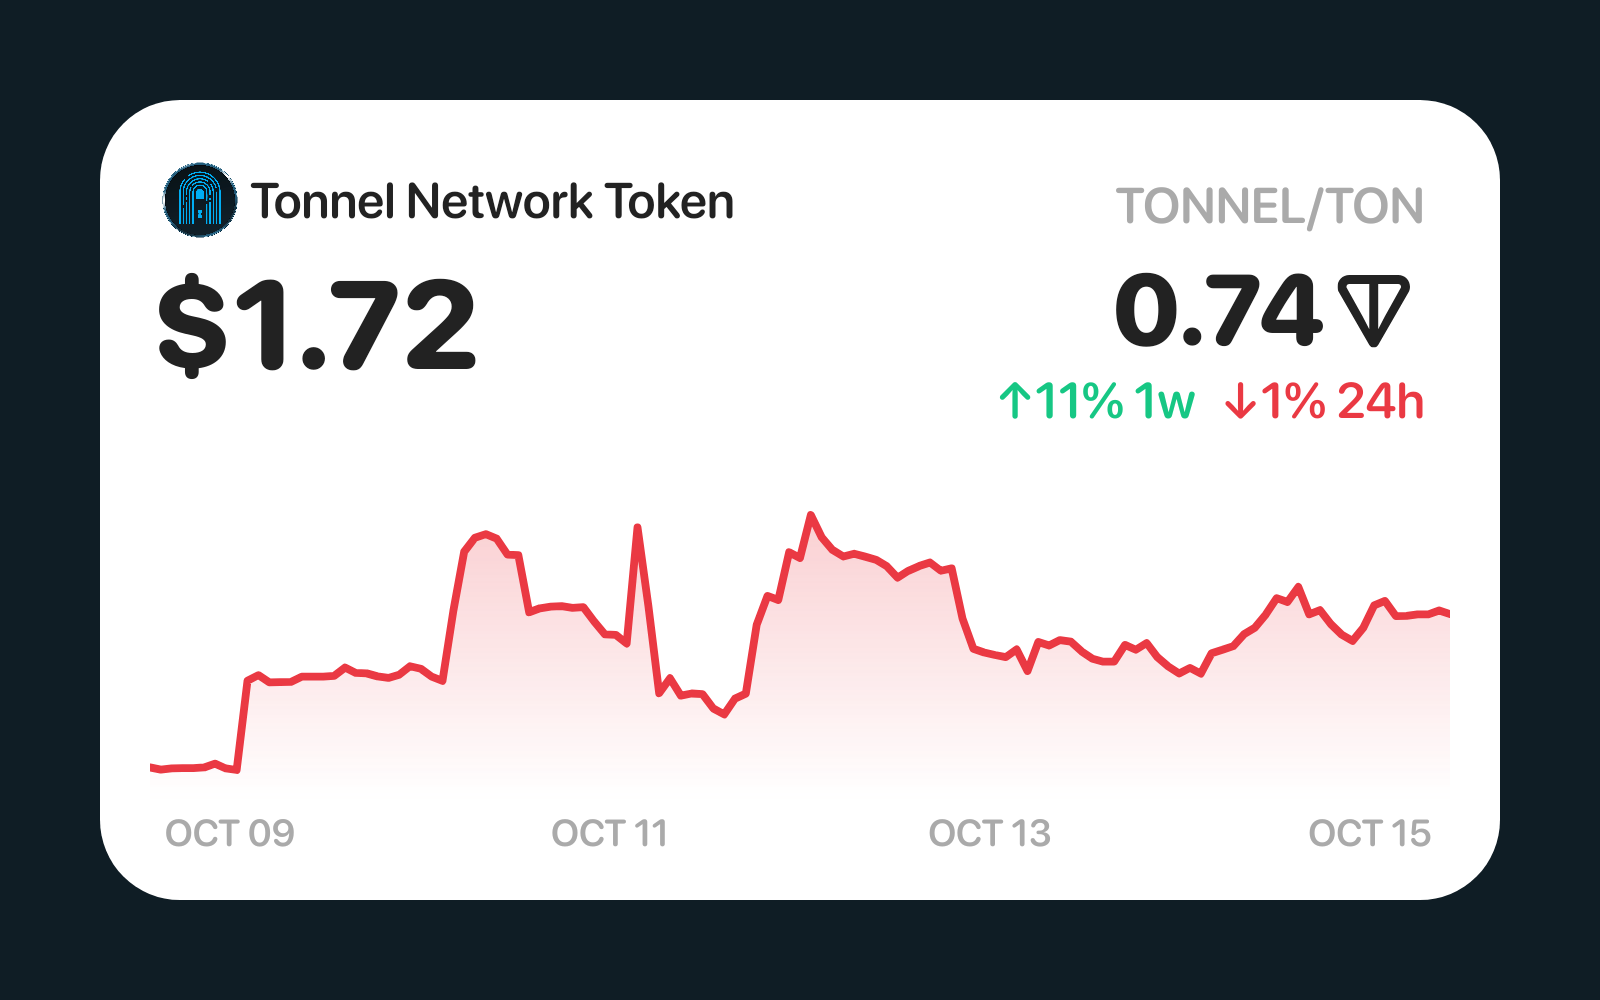 Tonnel Network Token
TONNEL/TON
$1.72
0.74
↑11% 1w ↓1% 24h
OCT 09 OCT 11 OCT 13 OCT 15